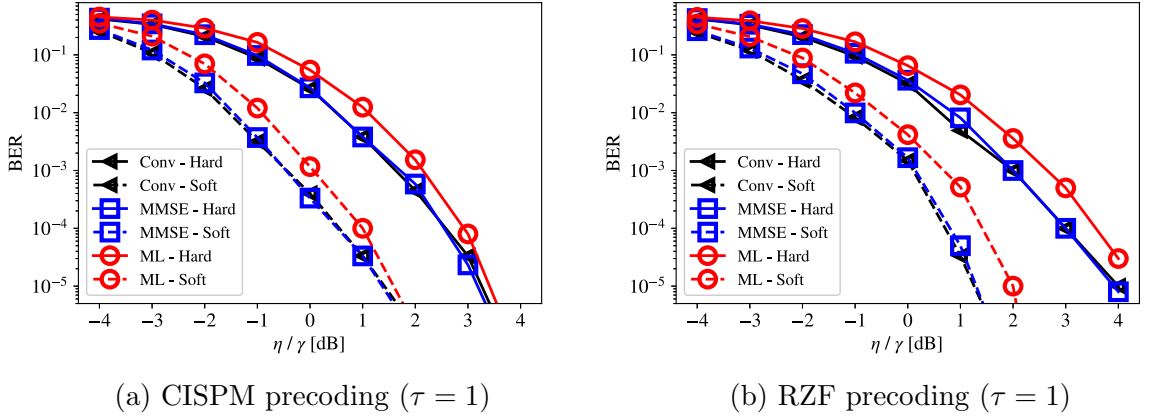 BER
10⁻¹
10⁻²
10⁻³
10⁻⁴
10⁻⁵
Conv - Hard
Conv - Soft
MMSE - Hard
MMSE - Soft
ML - Hard
ML - Soft
−4 −3 −2 −1 0 1 2 3 4
η / γ [dB]
(a) CISPM precoding (τ = 1)
BER
10⁻¹
10⁻²
10⁻³
10⁻⁴
10⁻⁵
Conv - Hard
Conv - Soft
MMSE - Hard
MMSE - Soft
ML - Hard
ML - Soft
−4 −3 −2 −1 0 1 2 3 4
η / γ [dB]
(b) RZF precoding (τ = 1)